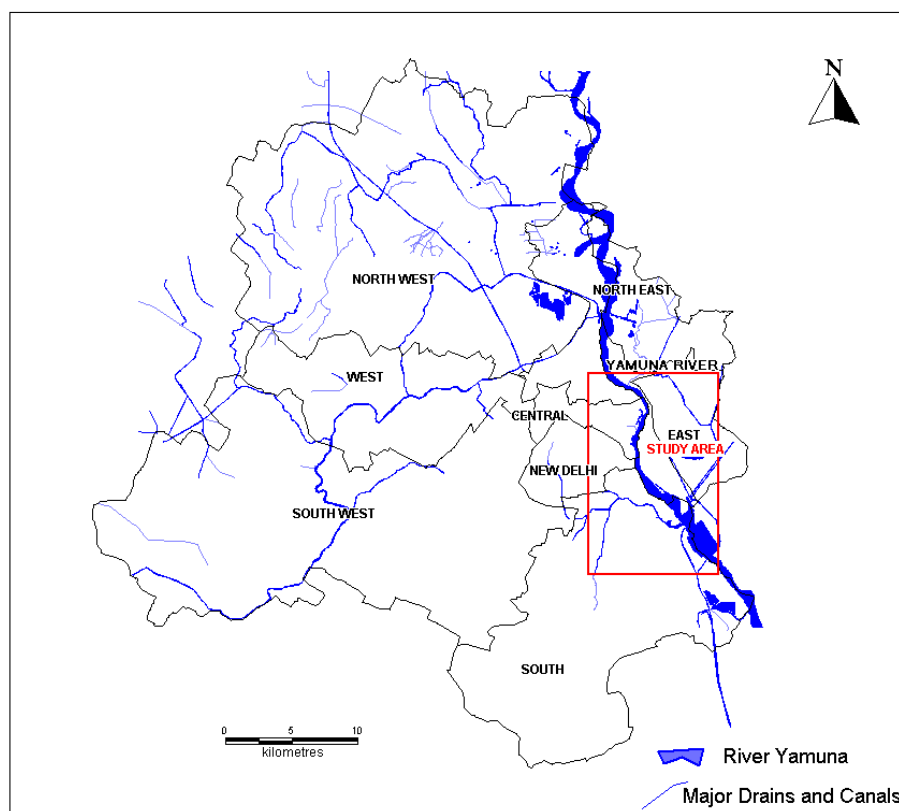 N
NORTH WEST
NORTH EAST
YAMUNA RIVER
WEST
CENTRAL
EAST
STUDY AREA
NEW DELHI
SOUTH WEST
SOUTH
0 5 10
kilometres
River Yamuna
Major Drains and Canals